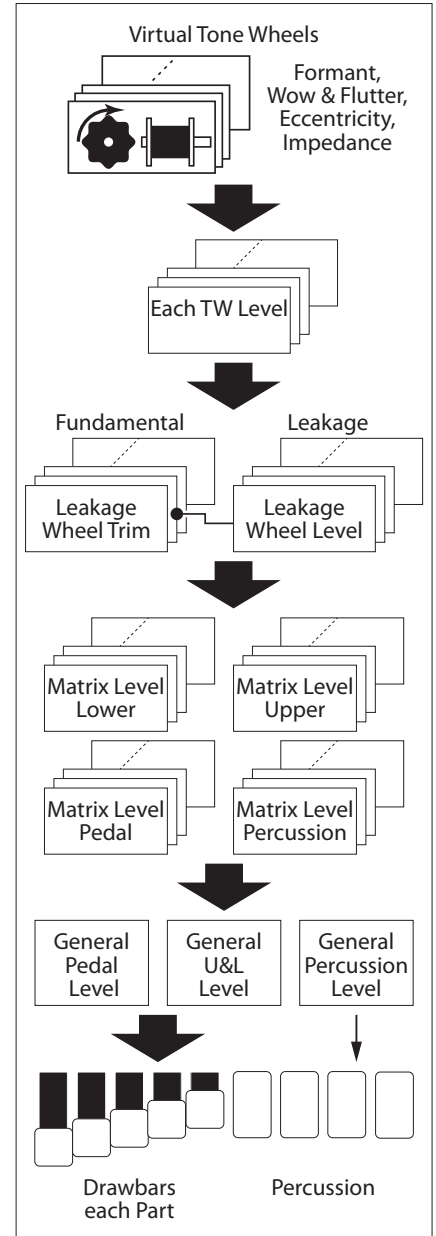 Virtual Tone Wheels
Formant,
Wow & Flutter,
Eccentricity,
Impedance
Each TW Level
Fundamental
Leakage
Leakage
Wheel Trim
Leakage
Wheel Level
Matrix Level
Lower
Matrix Level
Upper
Matrix Level
Pedal
Matrix Level
Percussion
General
Pedal
Level
General
U&L
Level
General
Percussion
Level
Drawbars
each Part
Percussion